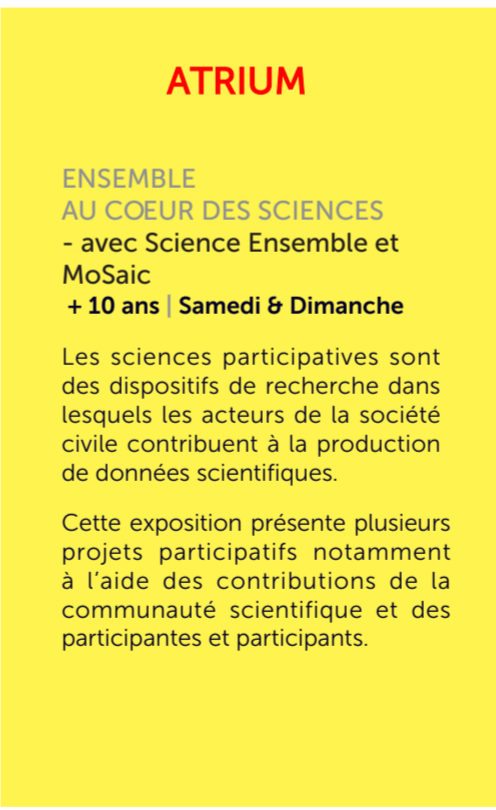 ATRIUM
ENSEMBLE
AU COEUR DES SCIENCES
- avec Science Ensemble et
MoSaic
+ 10 ans | Samedi & Dimanche
Les sciences participatives sont
des dispositifs de recherche dans
lesquels les acteurs de la société
civile contribuent à la production
de données scientifiques.
Cette exposition présente plusieurs
projets participatifs notamment
à l'aide des contributions de la
communauté scientifique et des
participantes et participants.